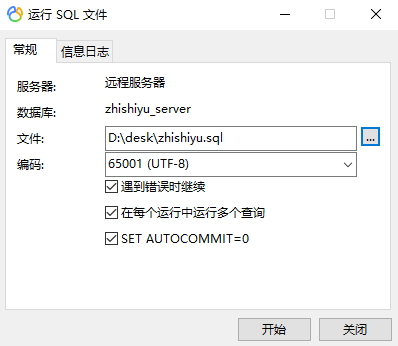 运行 SQL 文件
常规 信息日志
服务器: 远程服务器
数据库: zhishiyu_server
文件: D:\desk\zhishiyu.sql ...
编码: 65001 (UTF-8)
遇到错误时继续
在每个运行中运行多个查询
SET AUTOCOMMIT=0
开始 关闭